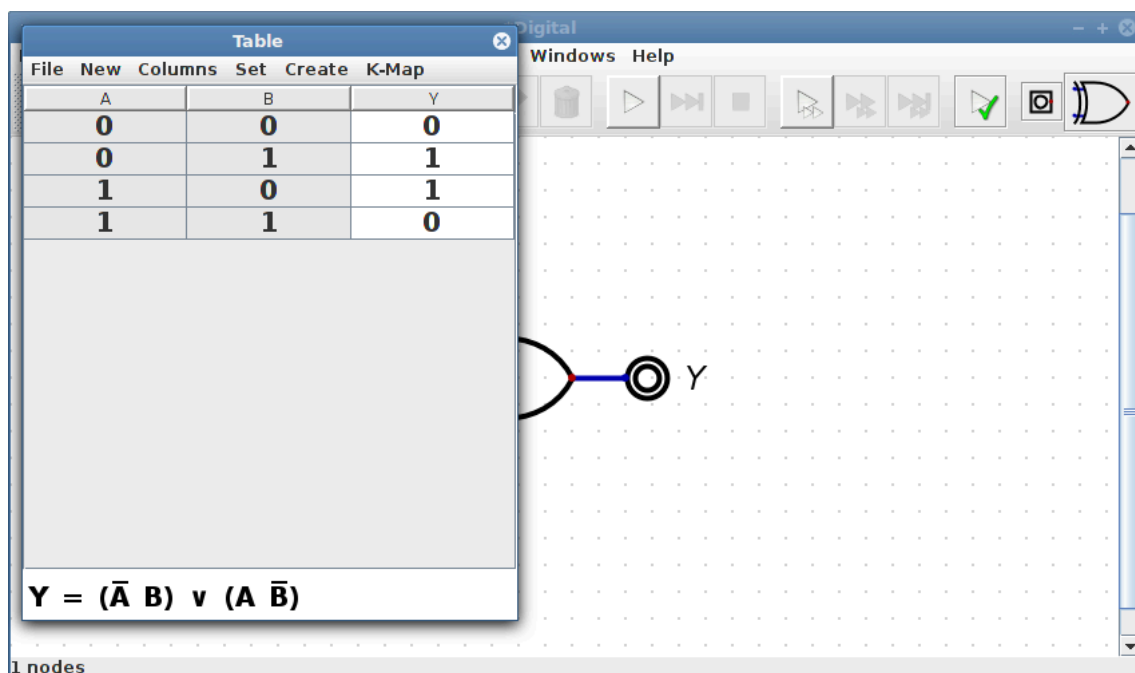 Digital
Table
Windows Help
File New Columns Set Create K-Map
A B Y
0 0 0
0 1 1
1 0 1
1 1 0
Y
Y = (A̅ B) ∨ (A B̅)
1 nodes